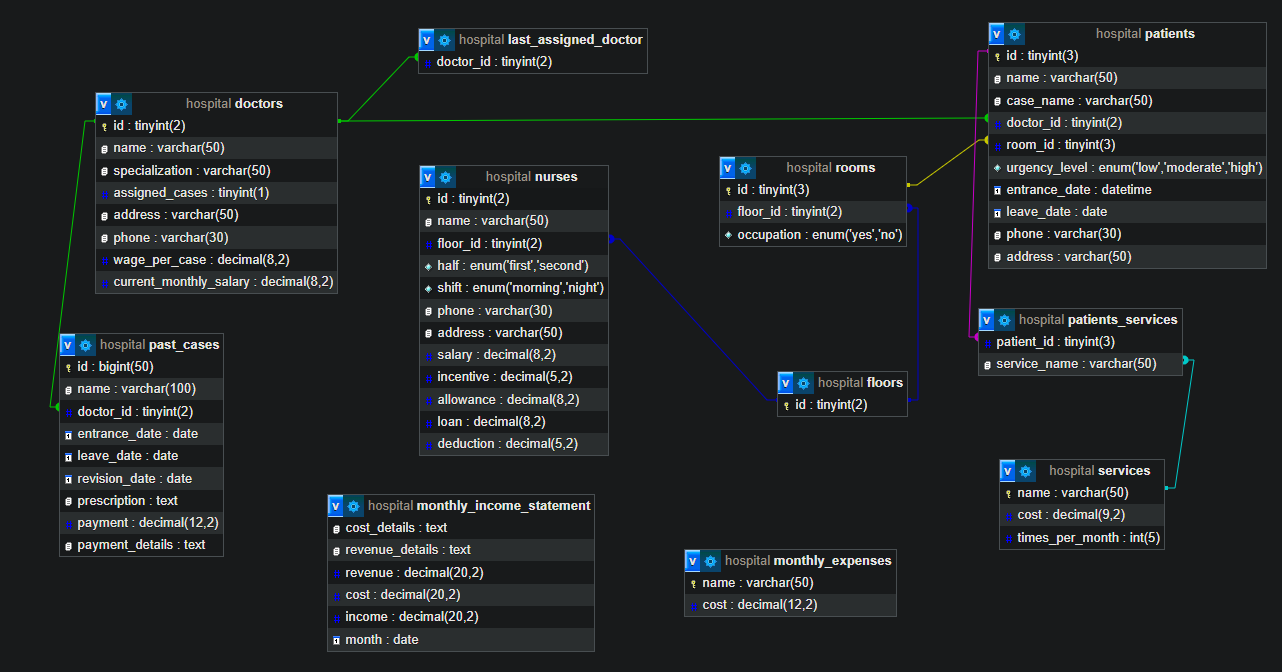 v hospital last_assigned_doctor
doctor_id : tinyint(2)
v hospital patients
id : tinyint(3)
name : varchar(50)
case_name : varchar(50)
doctor_id : tinyint(2)
room_id : tinyint(3)
urgency_level : enum('low','moderate','high')
entrance_date : datetime
leave_date : date
phone : varchar(30)
address : varchar(50)
v hospital doctors
id : tinyint(2)
name : varchar(50)
specialization : varchar(50)
assigned_cases : tinyint(1)
address : varchar(50)
phone : varchar(30)
wage_per_case : decimal(8,2)
current_monthly_salary : decimal(8,2)
v hospital nurses
id : tinyint(2)
name : varchar(50)
floor_id : tinyint(2)
half : enum('first','second')
shift : enum('morning','night')
phone : varchar(30)
address : varchar(50)
salary : decimal(8,2)
incentive : decimal(5,2)
allowance : decimal(8,2)
loan : decimal(8,2)
deduction : decimal(5,2)
v hospital rooms
id : tinyint(3)
floor_id : tinyint(2)
occupation : enum('yes','no')
v hospital patients_services
patient_id : tinyint(3)
service_name : varchar(50)
v hospital past_cases
id : bigint(50)
name : varchar(100)
doctor_id : tinyint(2)
entrance_date : date
leave_date : date
revision_date : date
prescription : text
payment : decimal(12,2)
payment_details : text
v hospital floors
id : tinyint(2)
v hospital services
name : varchar(50)
cost : decimal(9,2)
times_per_month : int(5)
v hospital monthly_income_statement
cost_details : text
revenue_details : text
revenue : decimal(20,2)
cost : decimal(20,2)
income : decimal(20,2)
month : date
v hospital monthly_expenses
name : varchar(50)
cost : decimal(12,2)